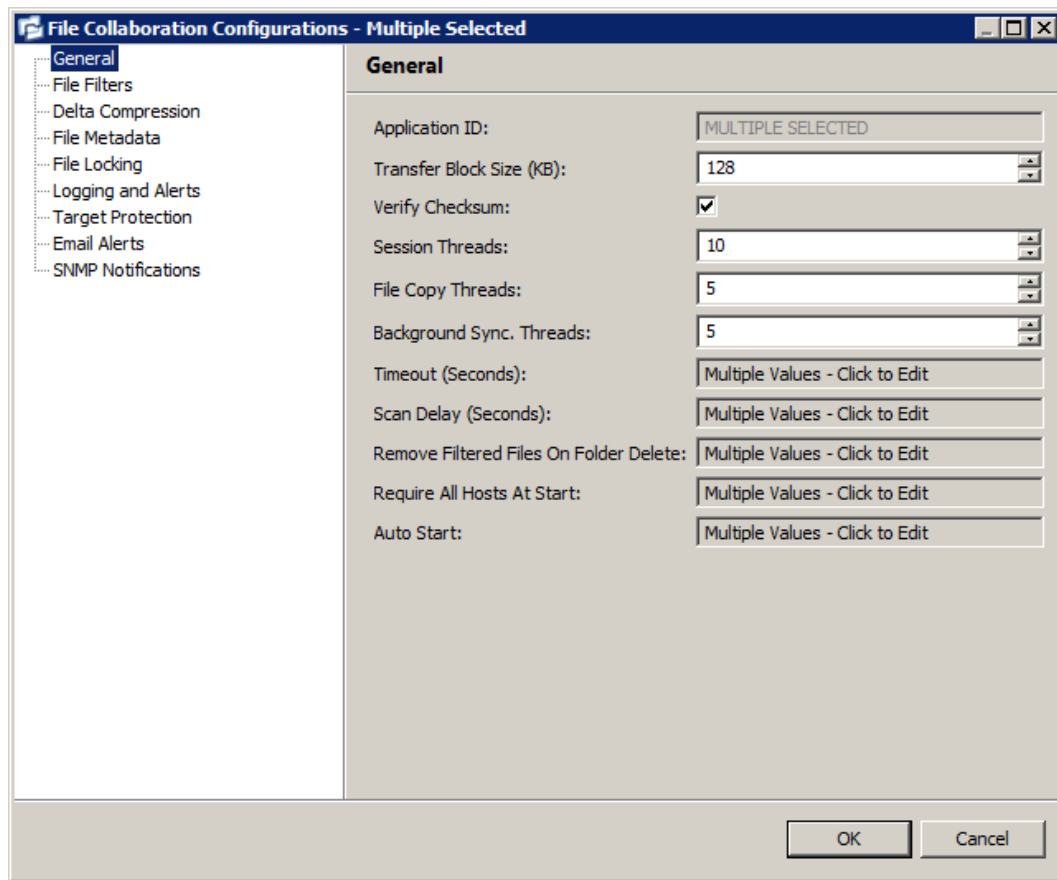 File Collaboration Configurations - Multiple Selected
General
File Filters
Delta Compression
File Metadata
File Locking
Logging and Alerts
Target Protection
Email Alerts
SNMP Notifications
General
Application ID: MULTIPLE SELECTED
Transfer Block Size (KB): 128
Verify Checksum:
Session Threads: 10
File Copy Threads: 5
Background Sync. Threads: 5
Timeout (Seconds): Multiple Values - Click to Edit
Scan Delay (Seconds): Multiple Values - Click to Edit
Remove Filtered Files On Folder Delete: Multiple Values - Click to Edit
Require All Hosts At Start: Multiple Values - Click to Edit
Auto Start: Multiple Values - Click to Edit
OK Cancel